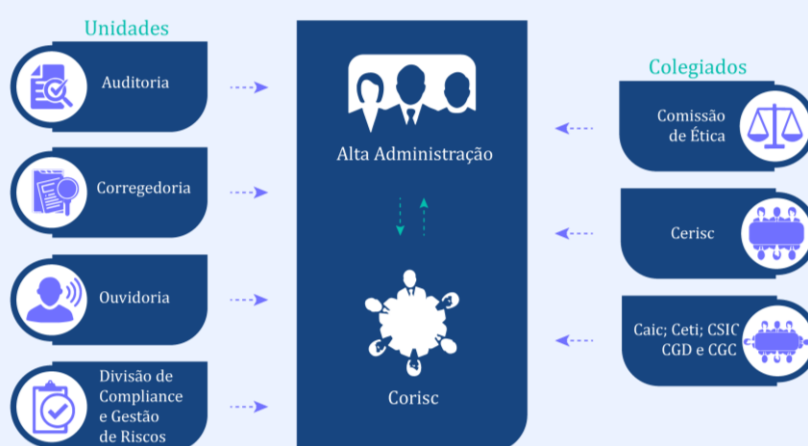 Unidades
Auditoria
Corregedoria
Ouvidoria
Divisão de
Compliance
e Gestão
de Riscos
Alta Administração
Corisc
Colegiados
Comissão
de Ética
Cerisc
Caic; Ceti; CSIC
CGD e CGC